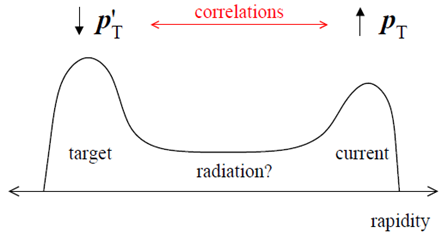 ↓ p'T correlations ↑ pT
target radiation? current
rapidity